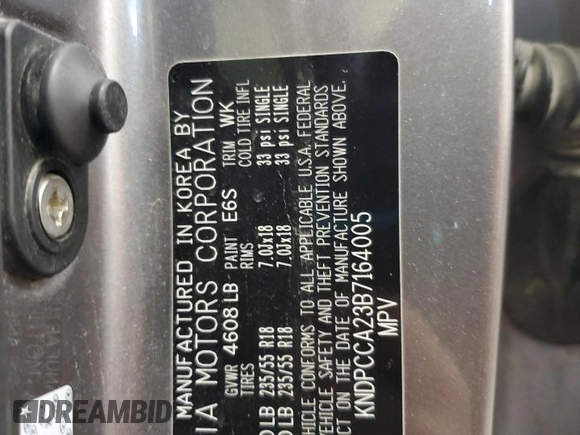 MANUFACTURED IN KOREA BY
IA MOTORS CORPORATION
GVWR 4608 LB PAINT E6S TRIM WK
TIRES RIMS COLD TIRE INFL
LB 235/55 R18 7.0Jx18 33 psi SINGLE
LB 235/55 R18 7.0Jx18 33 psi SINGLE
HICLE CONFORMS TO ALL APPLICABLE U.S.A. FEDERAL
VEHICLE SAFETY AND THEFT PREVENTION STANDARDS
CT ON THE DATE OF MANUFACTURE SHOWN ABOVE.
KNDPCCA23B7164005
MPV
DREAMBID